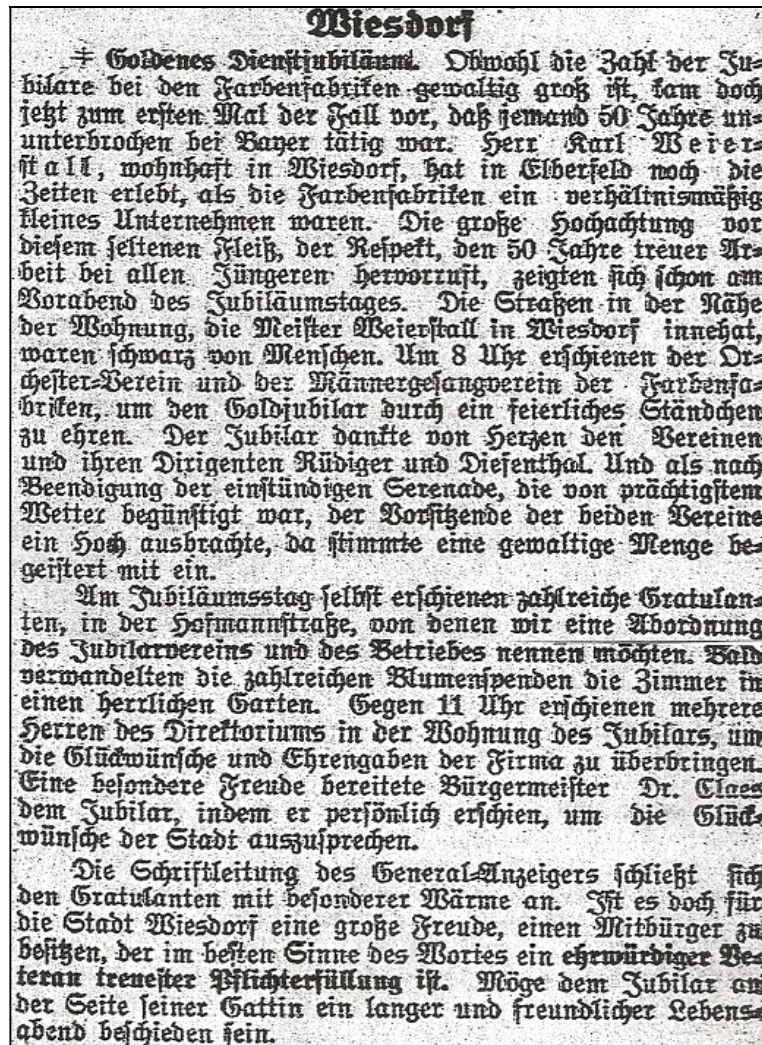 Wiesdorf
‡ Goldenes Dienstjubiläum. Obwohl die Zahl der Ju-
bilare bei den Farbenfabriken gewaltig groß ist, kam doch
jetzt zum ersten Mal der Fall vor, daß jemand 50 Jahre un-
unterbrochen bei Bayer tätig war. Herr Karl Weier-
stall, wohnhaft in Wiesdorf, hat in Elberfeld noch die
Zeiten erlebt, als die Farbenfabriken ein verhältnismäßig
kleines Unternehmen waren. Die große Hochachtung vor
diesem seltenen Fleiß, der Respekt, den 50 Jahre treuer Ar-
beit bei allen Jüngeren hervorruft, zeigten sich schon am
Vorabend des Jubiläumstages. Die Straßen in der Nähe
der Wohnung, die Meister Weierstall in Wiesdorf innehat,
waren schwarz von Menschen. Um 8 Uhr erschienen der Or-
chester-Verein und der Männergesangverein der Farbenfa-
briken, um den Goldjubilar durch ein feierliches Ständchen
zu ehren. Der Jubilar dankte von Herzen den Vereinen
und ihren Dirigenten Rüdiger und Diefenthal. Und als nach
Beendigung der einstündigen Serenade, die von prächtigstem
Wetter begünstigt war, der Vorsitzende der beiden Vereine
ein Hoch ausbrachte, da stimmte eine gewaltige Menge be-
geistert mit ein.
Am Jubiläumsstag selbst erschienen zahlreiche Gratulan-
ten, in der Hofmannstraße, von denen wir eine Abordnung
des Jubilarvereins und des Betriebes nennen möchten. Bald
verwandelten die zahlreichen Blumenspenden die Zimmer in
einen herrlichen Garten. Gegen 11 Uhr erschienen mehrere
Herren des Direktoriums in der Wohnung des Jubilars, um
die Glückwünsche und Ehrengaben der Firma zu überbringen.
Eine besondere Freude bereitete Bürgermeister Dr. Claes
dem Jubilar, indem er persönlich erschien, um die Glück-
wünsche der Stadt auszusprechen.
Die Schriftleitung des General-Anzeigers schließt sich
den Gratulanten mit besonderer Wärme an. Ist es doch für
die Stadt Wiesdorf eine große Freude, einen Mitbürger zu
besitzen, der im besten Sinne des Wortes ein ehrwürdiger Ve-
teran treuester Pflichterfüllung ist. Möge dem Jubilar an
der Seite seiner Gattin ein langer und freundlicher Lebens-
abend beschieden sein.